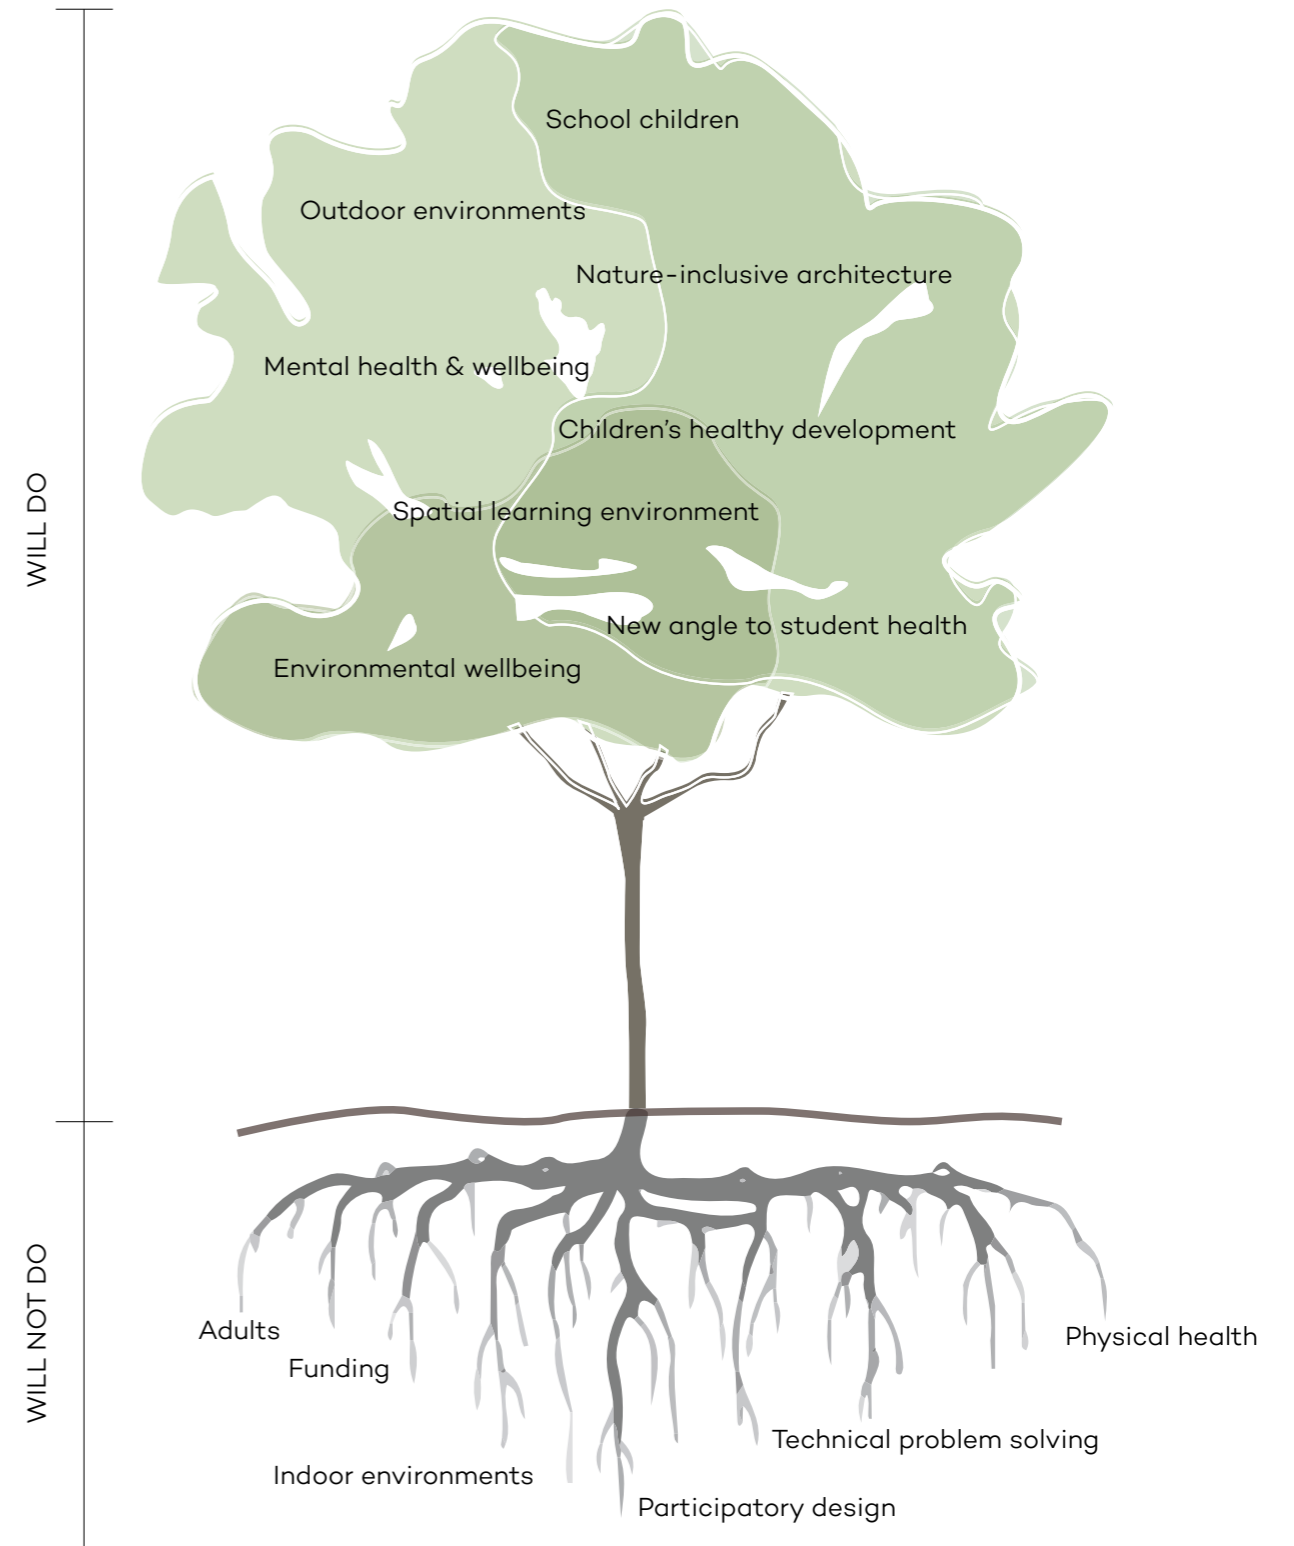 School children
Outdoor environments
Nature-inclusive architecture
Mental health & wellbeing
Children’s healthy development
Spatial learning environment
New angle to student health
Environmental wellbeing
WILL DO
WILL NOT DO
Adults
Physical health
Funding
Technical problem solving
Indoor environments
Participatory design